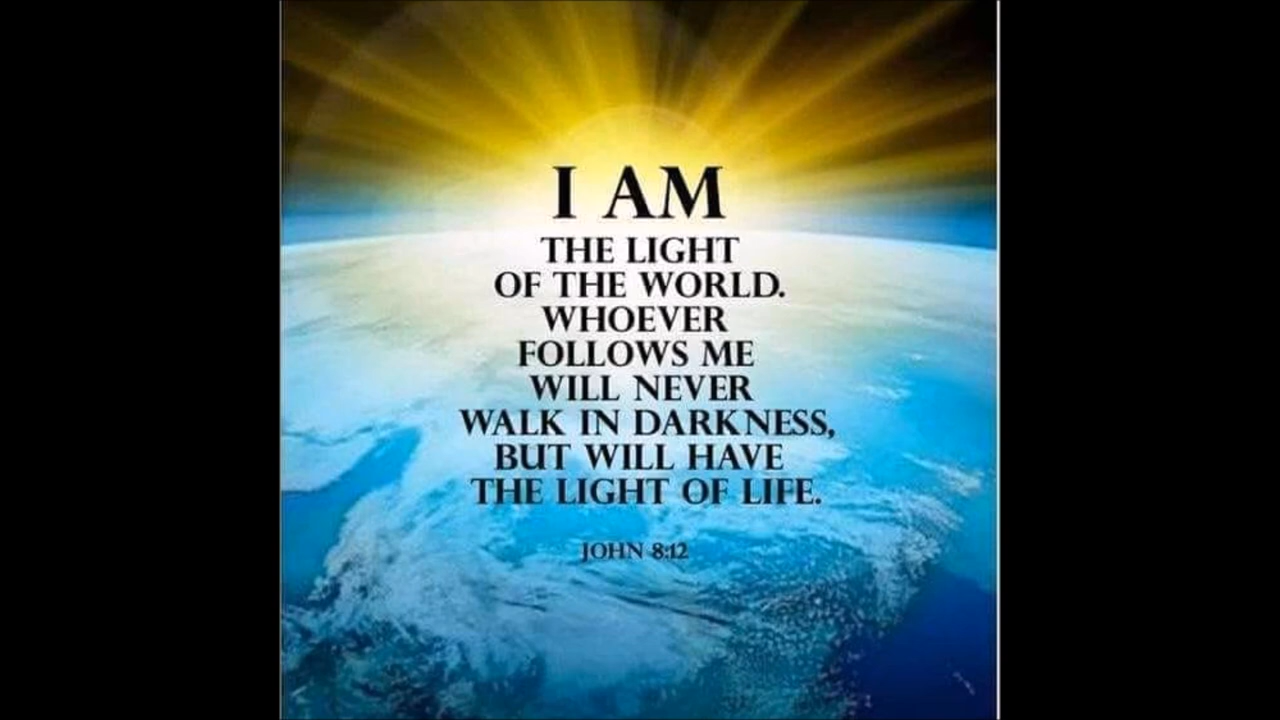 I AM
THE LIGHT
OF THE WORLD.
WHOEVER
FOLLOWS ME
WILL NEVER
WALK IN DARKNESS,
BUT WILL HAVE
THE LIGHT OF LIFE.
JOHN 8:12